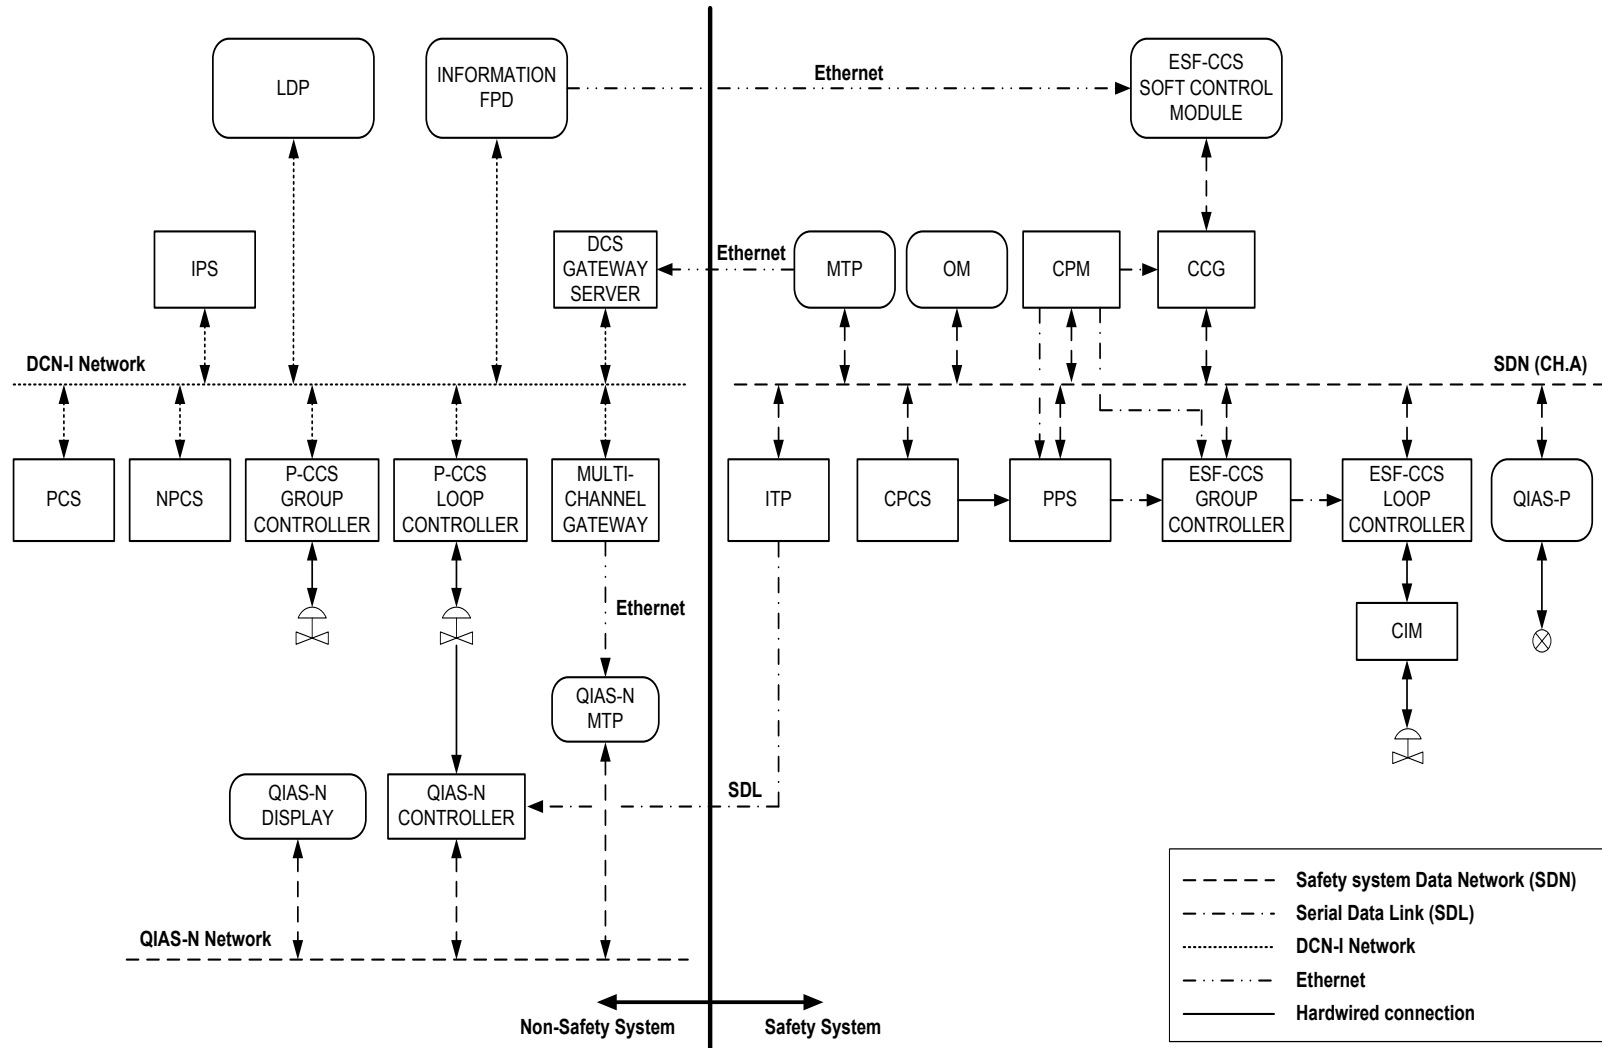 LDP
INFORMATION
FPD
Ethernet
ESF-CCS
SOFT CONTROL
MODULE
IPS
DCS
GATEWAY
SERVER
Ethernet
MTP
OM
CPM
CCG
DCN-I Network
SDN (CH.A)
PCS
NPCS
P-CCS
GROUP
CONTROLLER
P-CCS
LOOP
CONTROLLER
MULTI-
CHANNEL
GATEWAY
ITP
CPCS
PPS
ESF-CCS
GROUP
CONTROLLER
ESF-CCS
LOOP
CONTROLLER
QIAS-P
Ethernet
CIM
QIAS-N
MTP
QIAS-N
DISPLAY
QIAS-N
CONTROLLER
SDL
QIAS-N Network
Non-Safety System
Safety System
Safety system Data Network (SDN)
Serial Data Link (SDL)
DCN-I Network
Ethernet
Hardwired connection